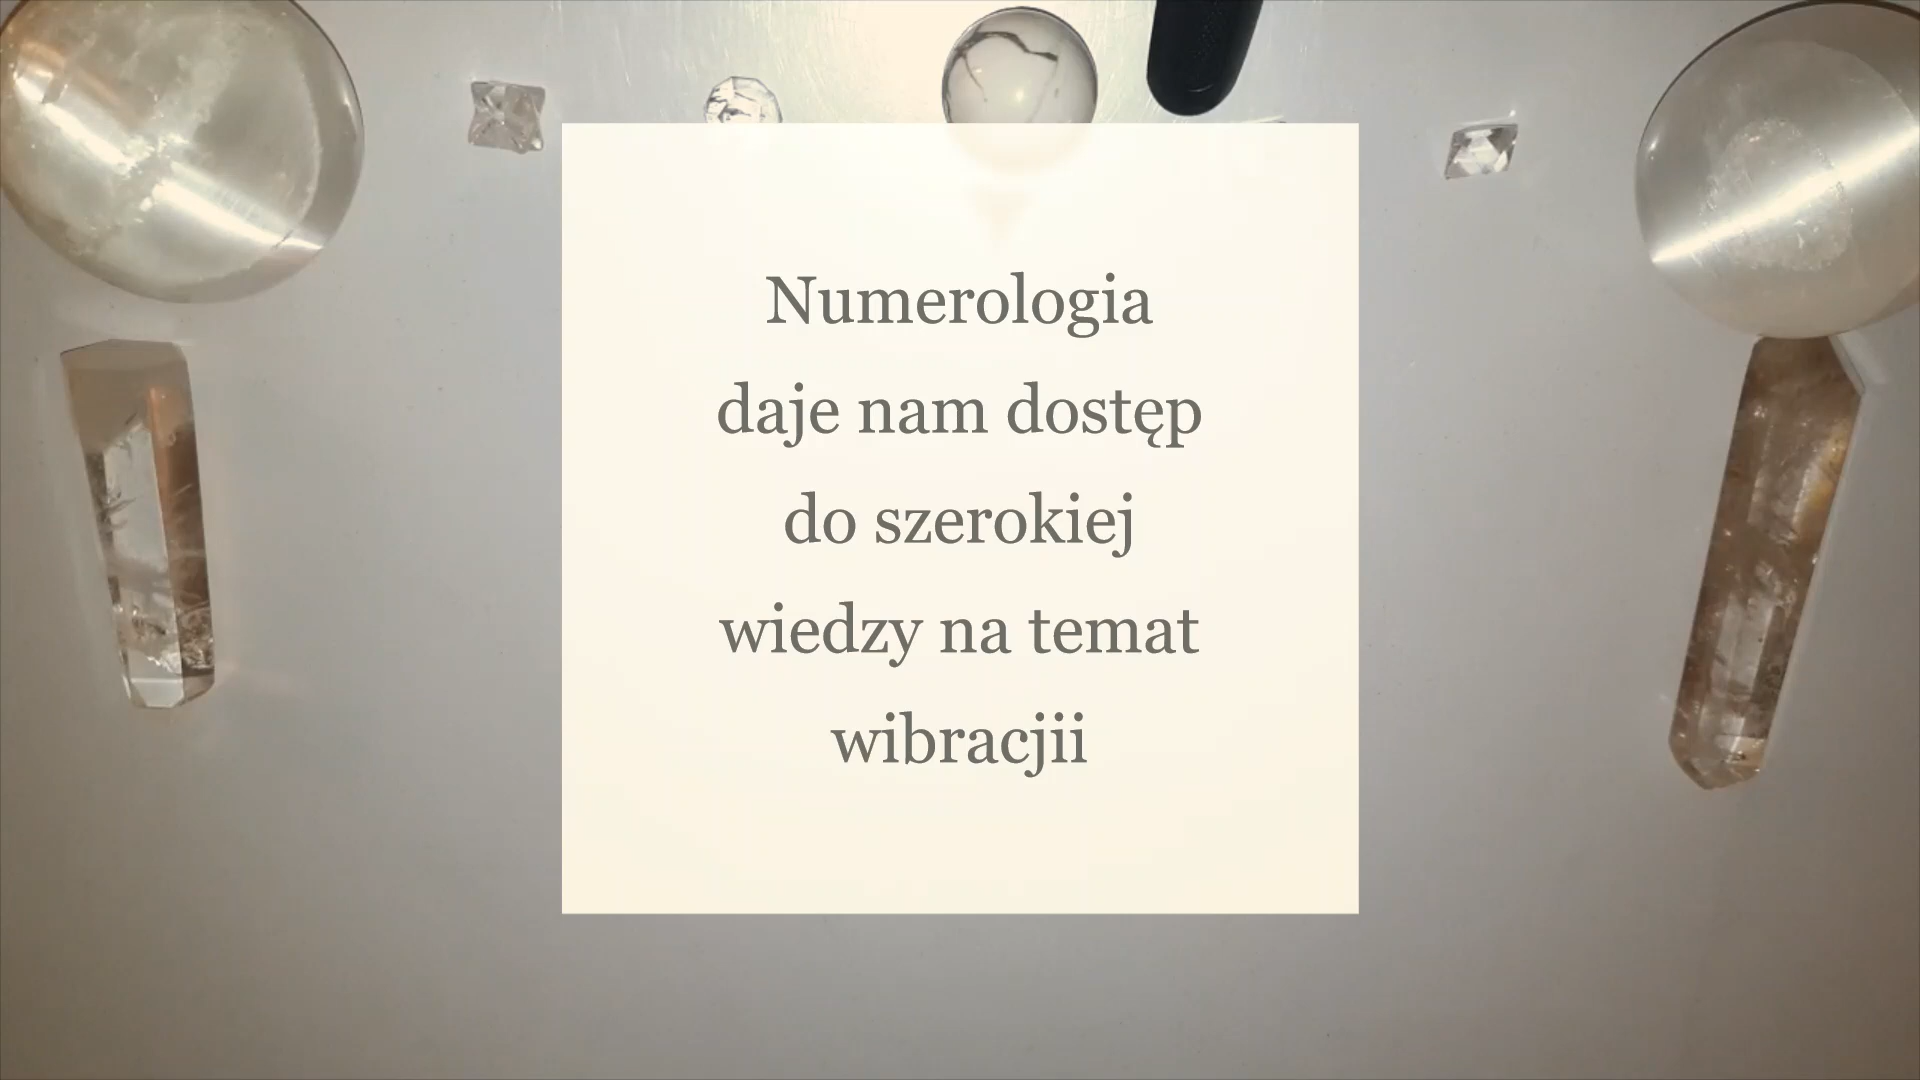 Numerologia
daje nam dostęp
do szerokiej
wiedzy na temat
wibracjii